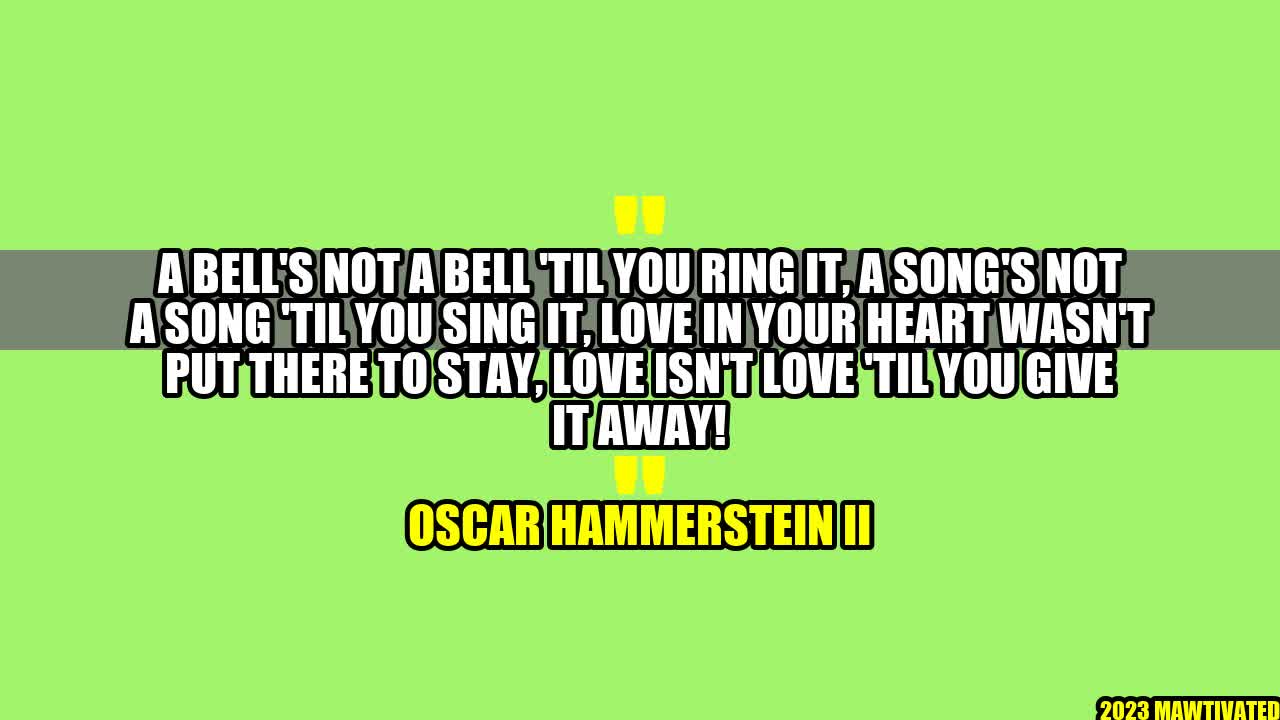 "
A BELL'S NOT A BELL 'TIL YOU RING IT, A SONG'S NOT
A SONG 'TIL YOU SING IT, LOVE IN YOUR HEART WASN'T
PUT THERE TO STAY, LOVE ISN'T LOVE 'TIL YOU GIVE
IT AWAY!
"
OSCAR HAMMERSTEIN II
2023 MAWTIVATED